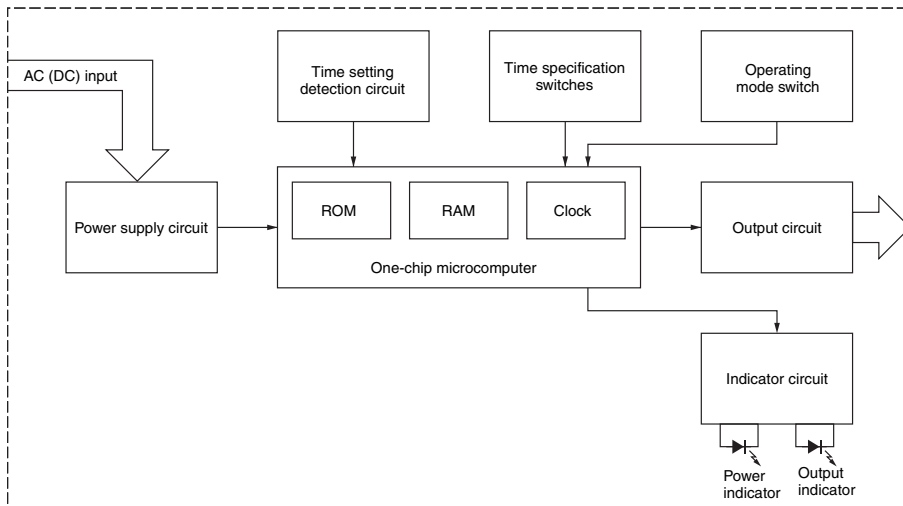 AC (DC) input
Time setting
detection circuit
Time specification
switches
Operating
mode switch
Power supply circuit
ROM
RAM
Clock
One-chip microcomputer
Output circuit
Indicator circuit
Power
indicator
Output
indicator